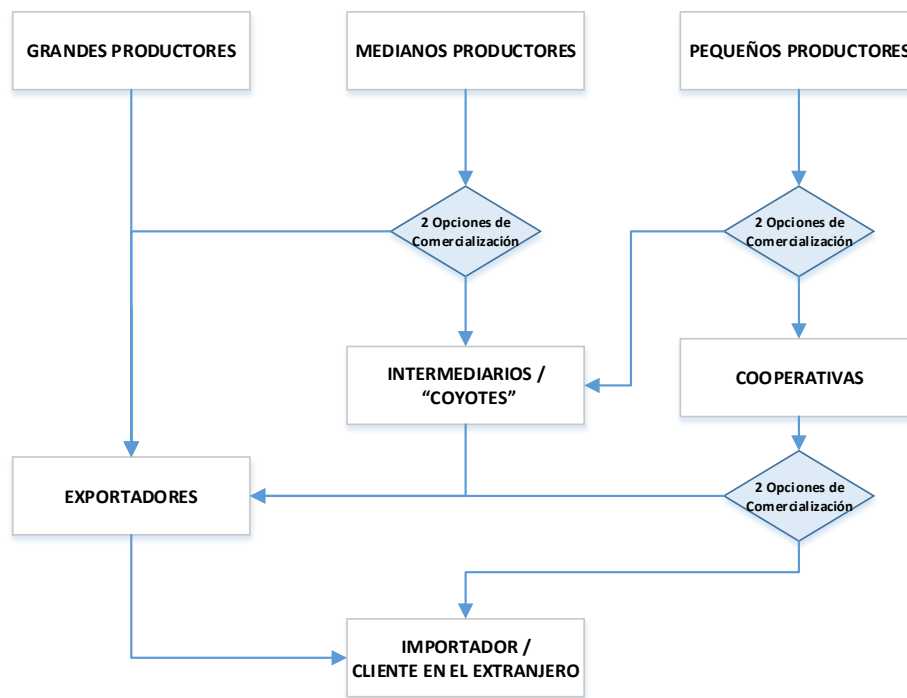 GRANDES PRODUCTORES
MEDIANOS PRODUCTORES
PEQUEÑOS PRODUCTORES
2 Opciones de
Comercialización
2 Opciones de
Comercialización
INTERMEDIARIOS /
“COYOTES”
COOPERATIVAS
EXPORTADORES
2 Opciones de
Comercialización
IMPORTADOR /
CLIENTE EN EL EXTRANJERO